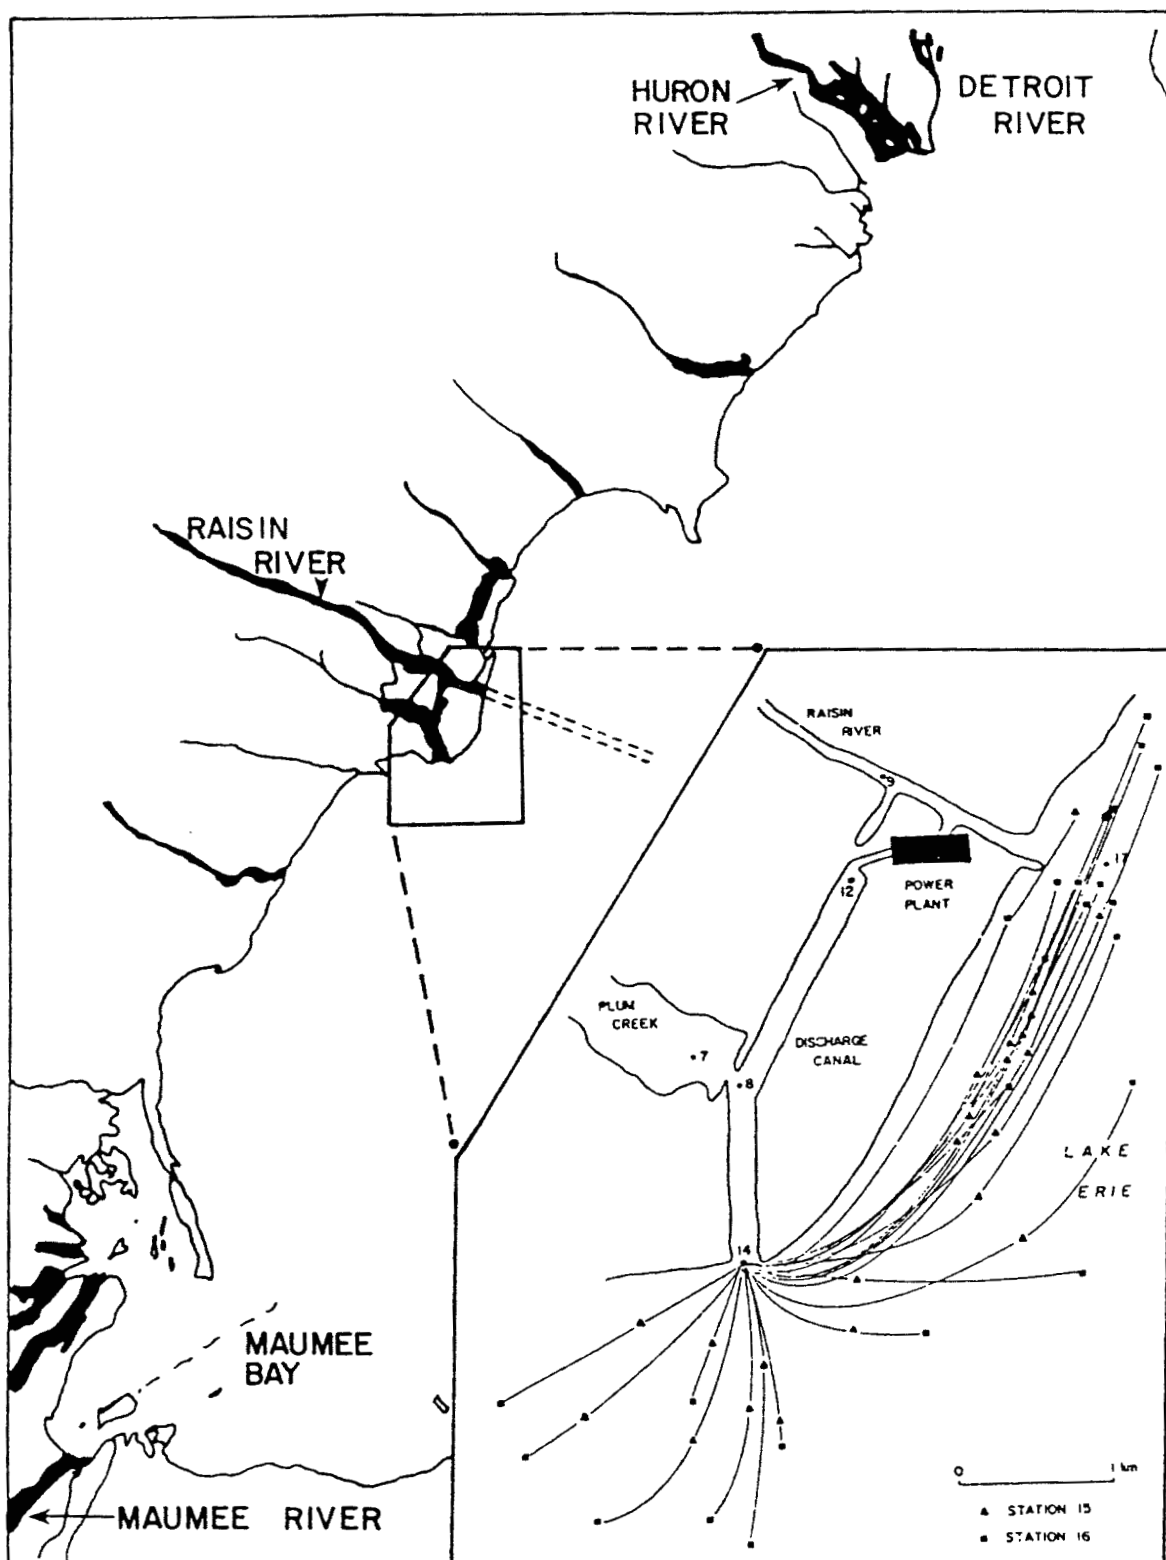 HURON
RIVER
DETROIT
RIVER
RAISIN
RIVER
RAISIN
RIVER
9
17
12
POWER
PLANT
PLUM
CREEK
7
8
DISCHARGE
CANAL
LAKE
ERIE
14
MAUMEE
BAY
0
1 km
▲ STATION 15
■ STATION 16
MAUMEE RIVER